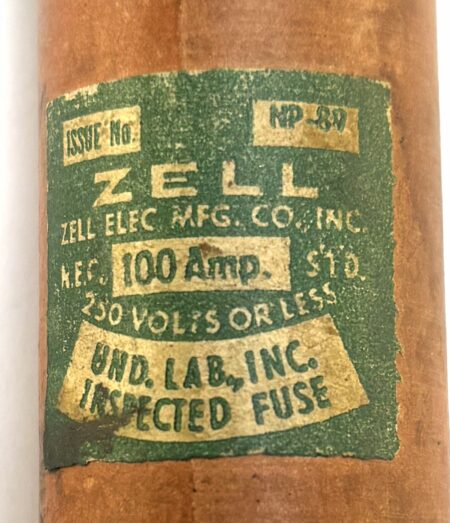 ISSUE No. NP-89
ZELL
ZELL ELEC MFG. CO., INC.
N.E.C. 100 Amp. S'T'D.
250 VOLTS OR LESS
UND. LAB., INC.
INSPECTED FUSE